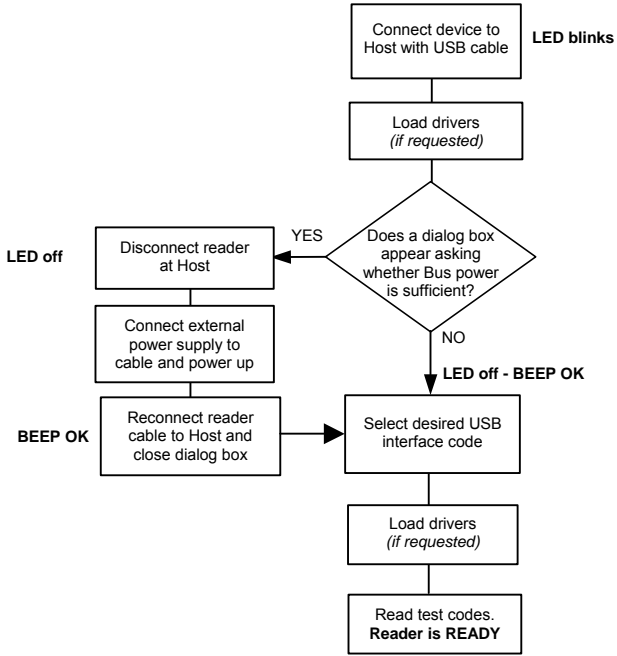 Connect device to
Host with USB cable
LED blinks
Load drivers
(if requested)
Does a dialog box
appear asking
whether Bus power
is sufficient?
YES
NO
LED off
Disconnect reader
at Host
Connect external
power supply to
cable and power up
LED off - BEEP OK
BEEP OK
Reconnect reader
cable to Host and
close dialog box
Select desired USB
interface code
Load drivers
(if requested)
Read test codes.
Reader is READY